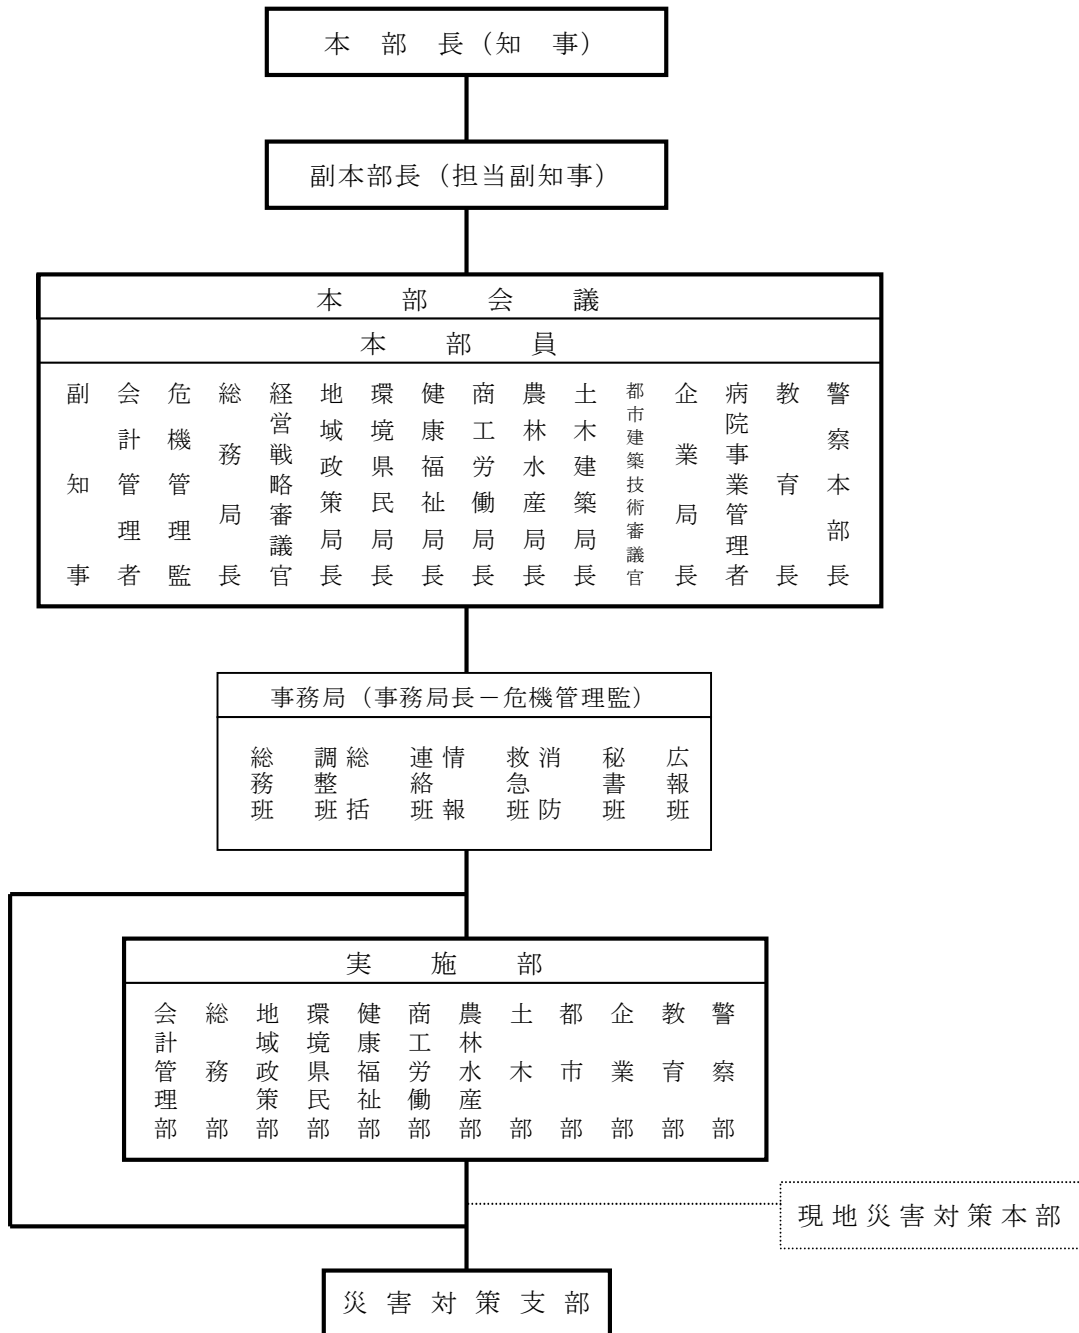 本部長（知事）
副本部長（担当副知事）
本部会議
本部員
副知事
会計管理者
危機管理監
総務局長
経営戦略審議官
地域政策局長
環境県民局長
健康福祉局長
商工労働局長
農林水産局長
土木建築局長
都市建築技術審議官
企業局長
病院事業管理者
教育長
警察本部長
事務局（事務局長－危機管理監）
総務班
総括
調整班
情報
連絡班
消防
救急班
秘書班
広報班
実施部
会計管理部
総務部
地域政策部
環境県民部
健康福祉部
商工労働部
農林水産部
土木部
都市部
企業部
教育部
警察部
現地災害対策本部
災害対策支部